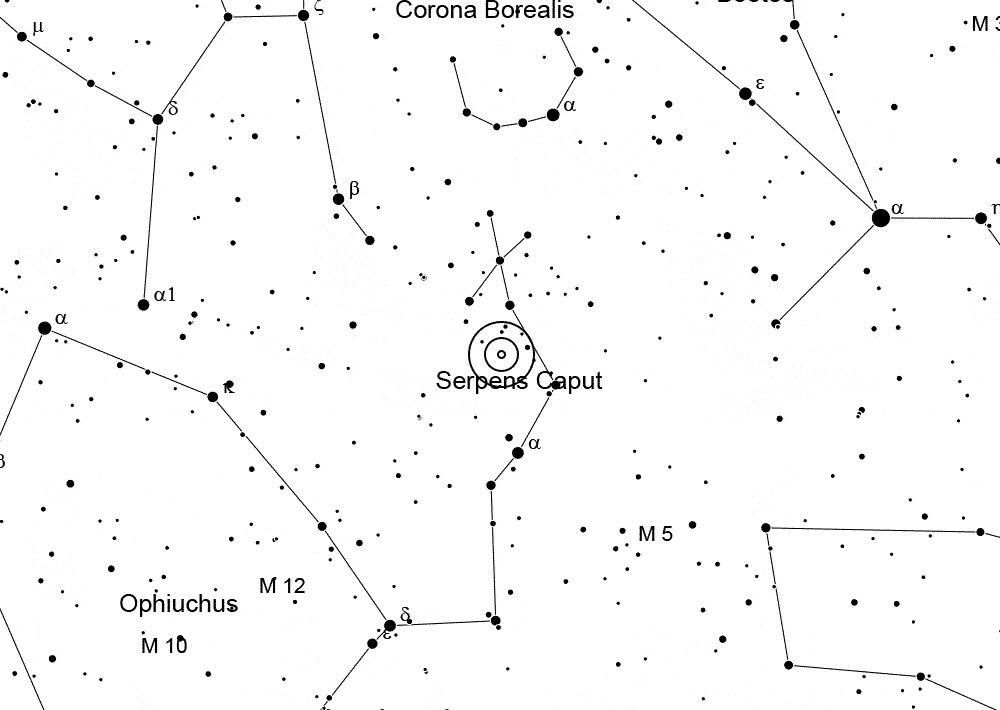 Corona Borealis
ζ
μ
M 3
ε
δ
α
β
α
η
α1
α
Serpens Caput
κ
α
β
M 5
M 12
Ophiuchus
δ
ε
M 10